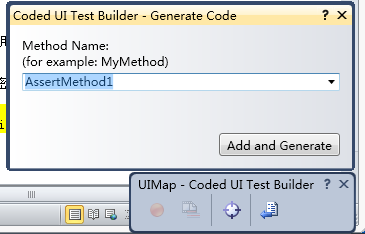 Coded UI Test Builder - Generate Code
Method Name:
(for example: MyMethod)
AssertMethod1
Add and Generate
UIMap - Coded UI Test Builder